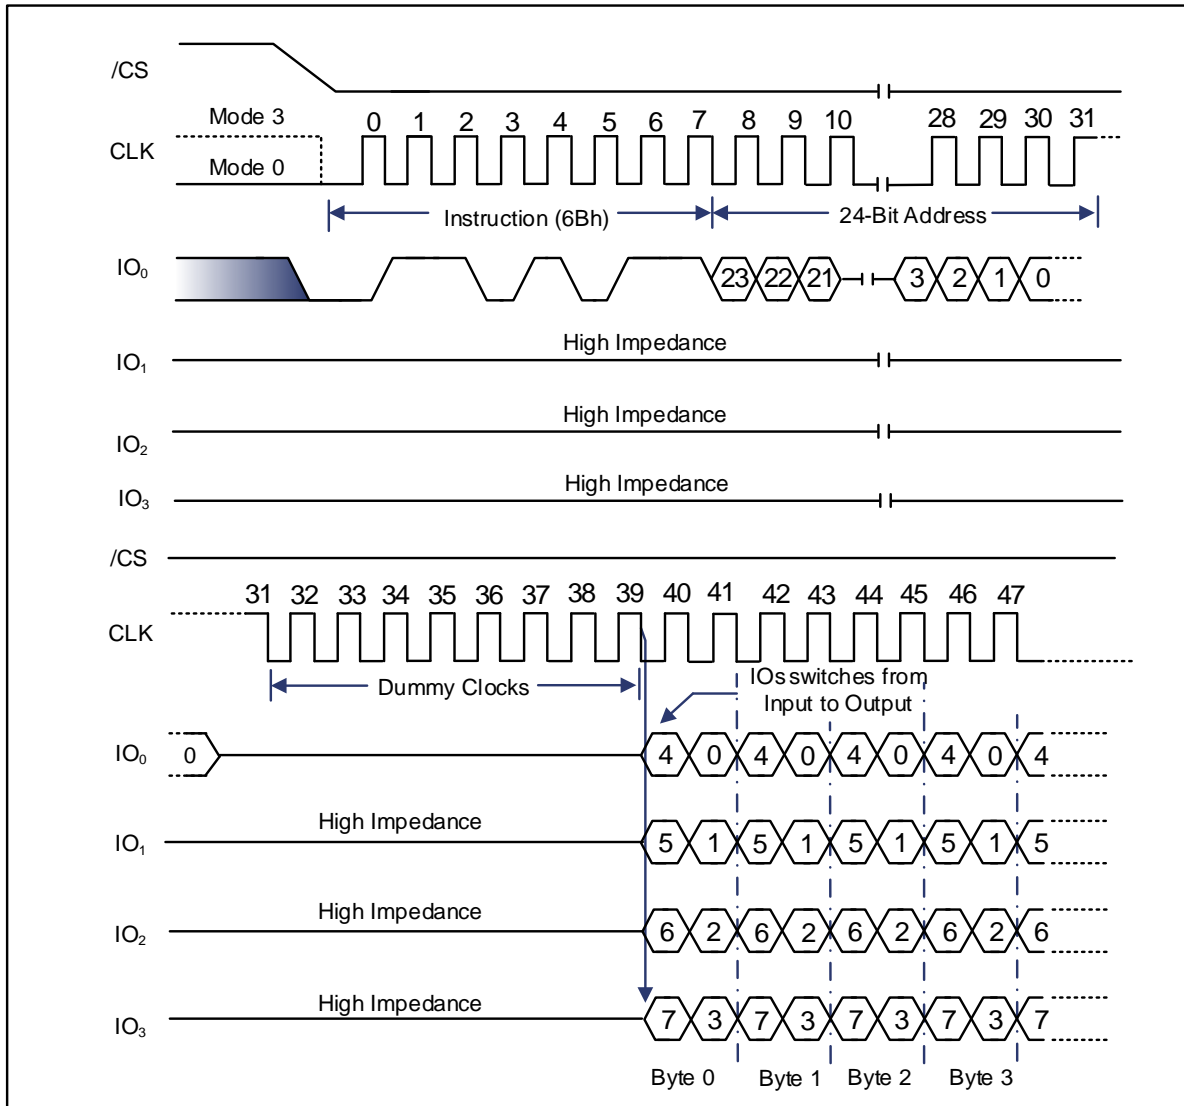 /CS
Mode 3
0 1 2 3 4 5 6 7 8 9 10 28 29 30 31
CLK
Mode 0
Instruction (6Bh)
24-Bit Address
IO0
23 22 21 3 2 1 0
High Impedance
IO1
High Impedance
IO2
High Impedance
IO3
/CS
31 32 33 34 35 36 37 38 39 40 41 42 43 44 45 46 47
CLK
Dummy Clocks
IOs switches from
Input to Output
IO0
0 4 0 4 0 4 0 4 0 4
High Impedance
IO1
5 1 5 1 5 1 5 1 5
High Impedance
IO2
6 2 6 2 6 2 6 2 6
High Impedance
IO3
7 3 7 3 7 3 7 3 7
Byte 0 Byte 1 Byte 2 Byte 3